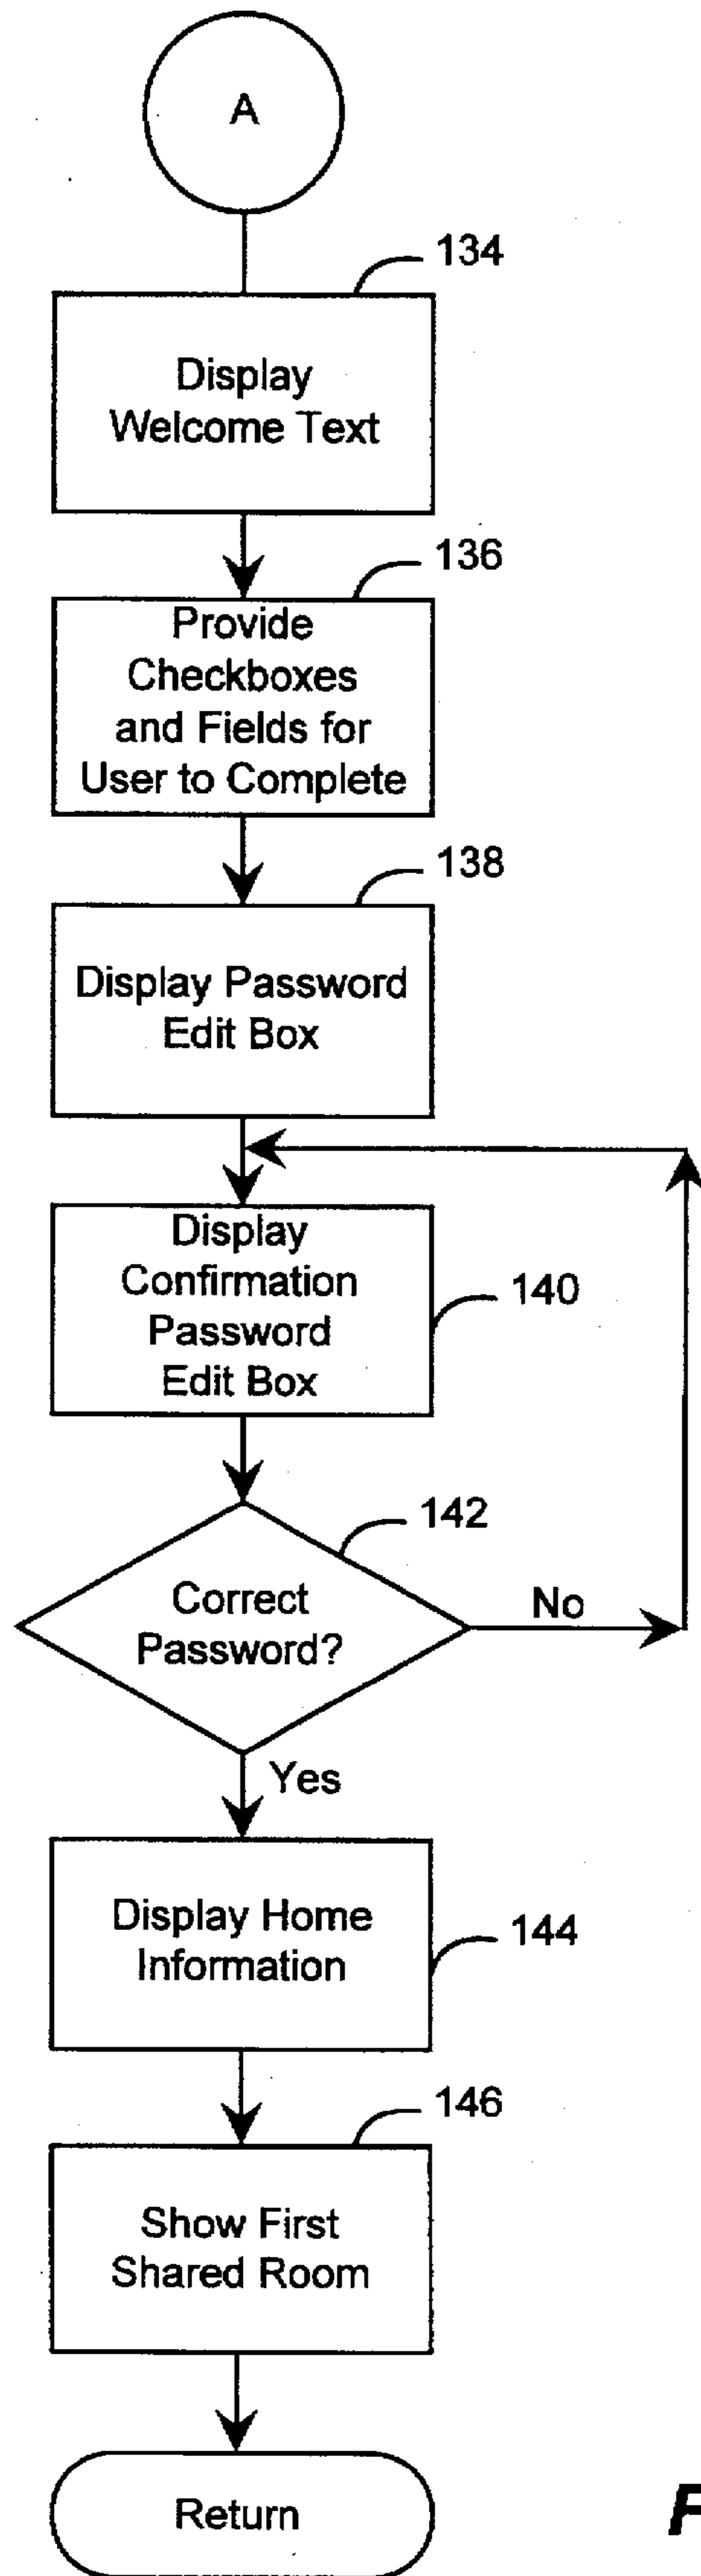 A
134
Display
Welcome Text
136
Provide
Checkboxes
and Fields for
User to Complete
138
Display Password
Edit Box
Display
Confirmation
Password
Edit Box
140
142
Correct
Password?
No
Yes
Display Home
Information
144
146
Show First
Shared Room
Return
F